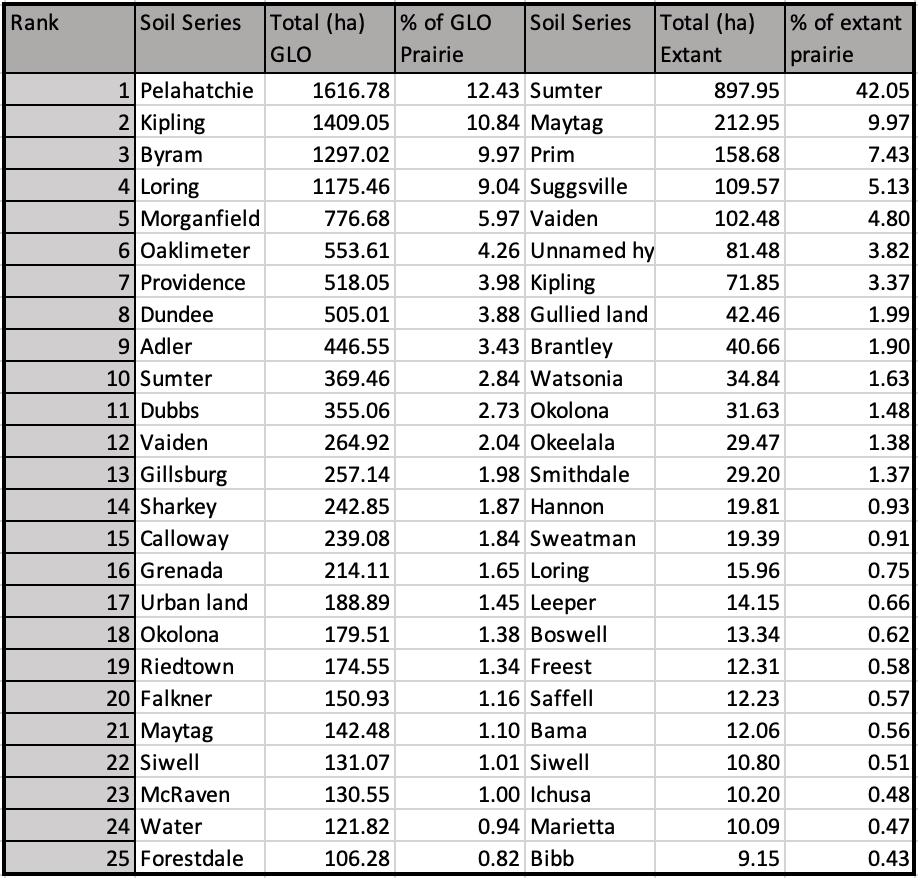 Rank Soil Series Total (ha) GLO % of GLO Prairie Soil Series Total (ha) Extant % of extant prairie
1 Pelahatchie 1616.78 12.43 Sumter 897.95 42.05
2 Kipling 1409.05 10.84 Maytag 212.95 9.97
3 Byram 1297.02 9.97 Prim 158.68 7.43
4 Loring 1175.46 9.04 Suggsville 109.57 5.13
5 Morganfield 776.68 5.97 Vaiden 102.48 4.80
6 Oaklimeter 553.61 4.26 Unnamed hy 81.48 3.82
7 Providence 518.05 3.98 Kipling 71.85 3.37
8 Dundee 505.01 3.88 Gullied land 42.46 1.99
9 Adler 446.55 3.43 Brantley 40.66 1.90
10 Sumter 369.46 2.84 Watsonia 34.84 1.63
11 Dubbs 355.06 2.73 Okolona 31.63 1.48
12 Vaiden 264.92 2.04 Okeelala 29.47 1.38
13 Gillsburg 257.14 1.98 Smithdale 29.20 1.37
14 Sharkey 242.85 1.87 Hannon 19.81 0.93
15 Calloway 239.08 1.84 Sweatman 19.39 0.91
16 Grenada 214.11 1.65 Loring 15.96 0.75
17 Urban land 188.89 1.45 Leeper 14.15 0.66
18 Okolona 179.51 1.38 Boswell 13.34 0.62
19 Riedtown 174.55 1.34 Freest 12.31 0.58
20 Falkner 150.93 1.16 Saffell 12.23 0.57
21 Maytag 142.48 1.10 Bama 12.06 0.56
22 Siwell 131.07 1.01 Siwell 10.80 0.51
23 McRaven 130.55 1.00 Ichusa 10.20 0.48
24 Water 121.82 0.94 Marietta 10.09 0.47
25 Forestdale 106.28 0.82 Bibb 9.15 0.43